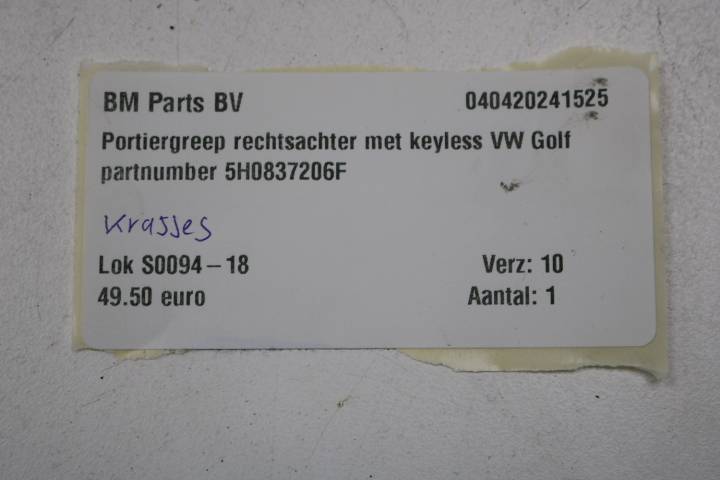 BM Parts BV 040420241525
Portiergreep rechtsachter met keyless VW Golf
partnumber 5H0837206F
Krasjes
Lok S0094-18 Verz: 10
49.50 euro Aantal: 1